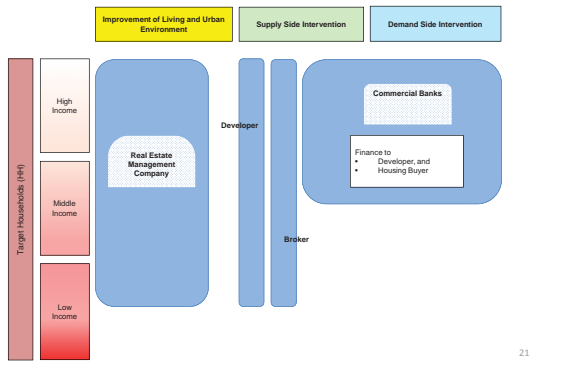 Improvement of Living and Urban
Environment
Supply Side Intervention
Demand Side Intervention
Target Households (HH)
High
Income
Middle
Income
Low
Income
Real Estate
Management
Company
Developer
Broker
Commercial Banks
Finance to
• Developer, and
• Housing Buyer
21